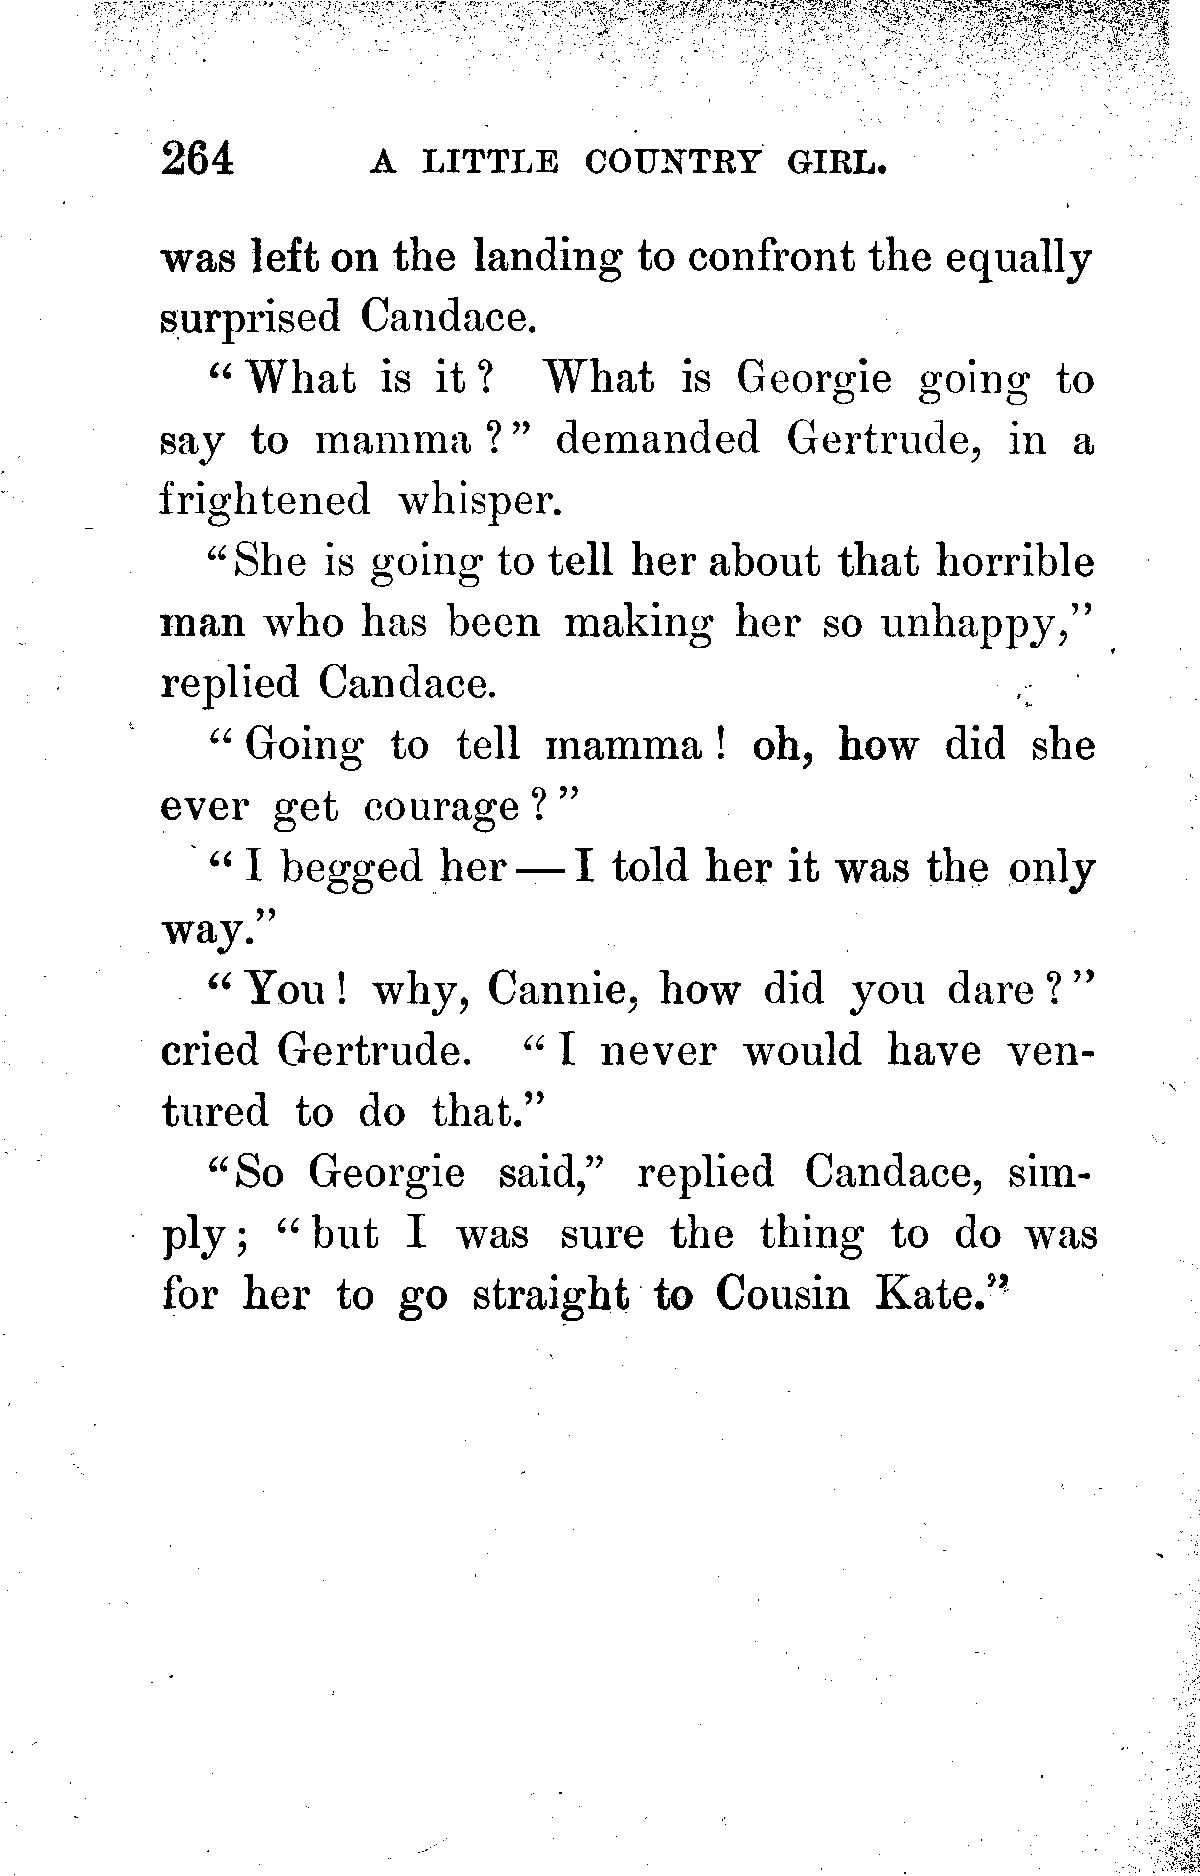 264 A LITTLE COUNTRY GIRL.
was left on the landing to confront the equally
surprised Candace.
“What is it? What is Georgie going to
say to mamma?” demanded Gertrude, in a
frightened whisper.
“She is going to tell her about that horrible
man who has been making her so unhappy,”
replied Candace.
“Going to tell mamma! oh, how did she
ever get courage?”
“I begged her—I told her it was the only
way.”
“You! why, Cannie, how did you dare?”
cried Gertrude. “I never would have ven-
tured to do that.”
“So Georgie said,” replied Candace, sim-
ply; “but I was sure the thing to do was
for her to go straight to Cousin Kate.”